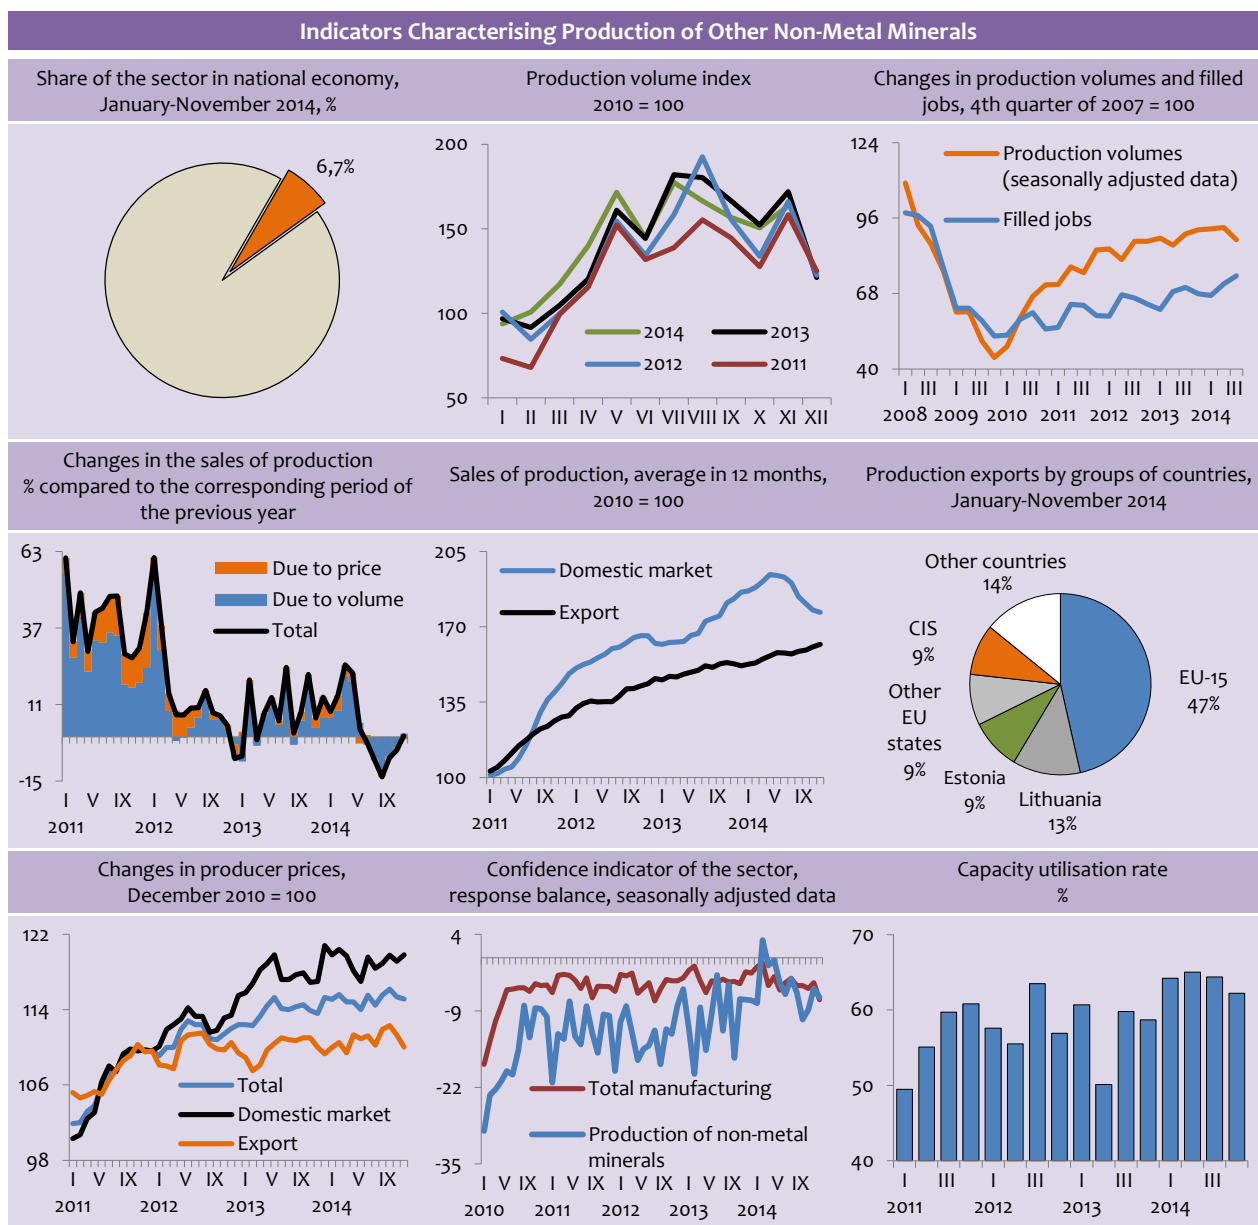 Indicators Characterising Production of Other Non-Metal Minerals
Share of the sector in national economy,
January-November 2014, %
6,7%
Production volume index
2010 = 100
200
150
100
50
2014
2013
2012
2011
I II III IV V VI VII VIII IX X XI XII
Changes in production volumes and filled
jobs, 4th quarter of 2007 = 100
124
96
68
40
Production volumes
(seasonally adjusted data)
Filled jobs
I III I III I III I III I III I III I III
2008 2009 2010 2011 2012 2013 2014
Changes in the sales of production
% compared to the corresponding period of
the previous year
63
37
11
-15
Due to price
Due to volume
Total
I V IX I V IX I V IX I V IX
2011 2012 2013 2014
Sales of production, average in 12 months,
2010 = 100
205
170
135
100
Domestic market
Export
I V IX I V IX I V IX I V IX
2011 2012 2013 2014
Production exports by groups of countries,
January-November 2014
Other countries
14%
CIS
9%
Other
EU
states
9%
Estonia
9%
Lithuania
13%
EU-15
47%
Changes in producer prices,
December 2010 = 100
122
114
106
98
Total
Domestic market
Export
I V IX I V IX I V IX I V IX
2011 2012 2013 2014
Confidence indicator of the sector,
response balance, seasonally adjusted data
4
-9
-22
-35
Total manufacturing
Production of non-metal
minerals
I V IX I V IX I V IX I V IX I V IX
2010 2011 2012 2013 2014
Capacity utilisation rate
%
70
60
50
40
I III I III I III I III
2011 2012 2013 2014